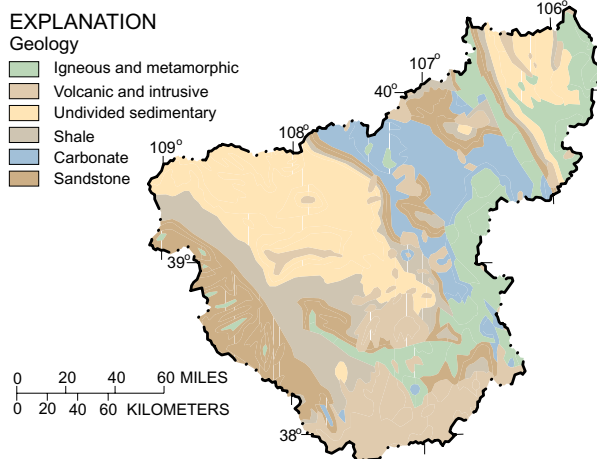 EXPLANATION
Geology
Igneous and metamorphic
Volcanic and intrusive
Undivided sedimentary
Shale
Carbonate
Sandstone
106°
107°
40°
108°
109°
39°
38°
0 20 40 60 MILES
0 20 40 60 KILOMETERS